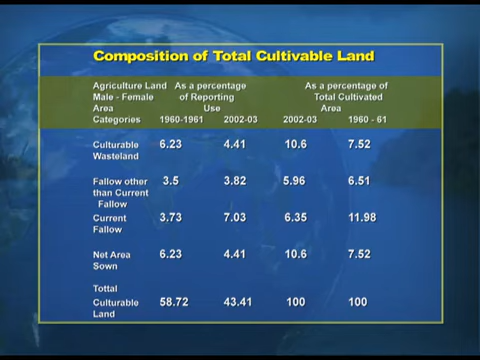 Composition of Total Cultivable Land
Agriculture Land As a percentage As a percentage of
Male - Female of Reporting Total Cultivated
Area Use Area
Categories 1960-1961 2002-03 2002-03 1960 - 61
Culturable 6.23 4.41 10.6 7.52
Wasteland
Fallow other 3.5 3.82 5.96 6.51
than Current
Fallow
Current 3.73 7.03 6.35 11.98
Fallow
Net Area 6.23 4.41 10.6 7.52
Sown
Tottal
Culturable 58.72 43.41 100 100
Land